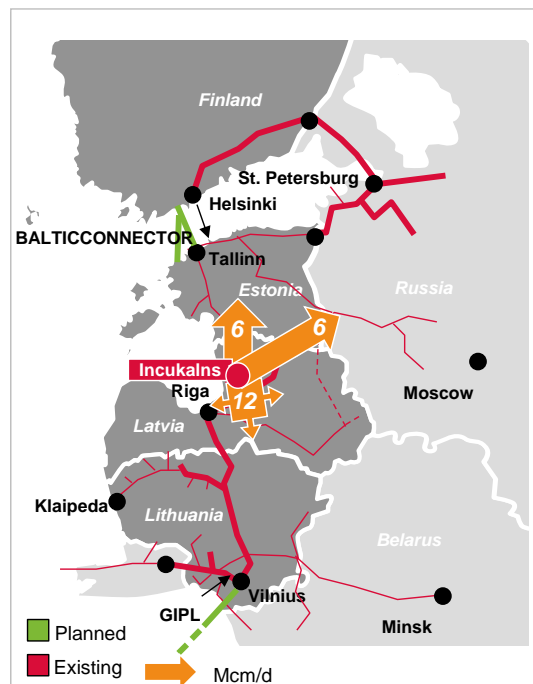 Finland
St. Petersburg
Helsinki
BALTICCONNECTOR
Tallinn
Estonia
Russia
6
6
Incukalns
Riga
12
Moscow
Latvia
Klaipeda
Lithuania
Belarus
GIPL
Vilnius
Minsk
Planned
Existing
Mcm/d